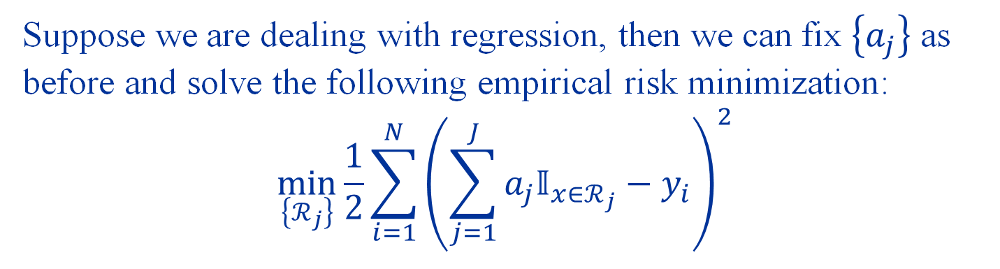 Suppose we are dealing with regression, then we can fix {a_j} as
before and solve the following empirical risk minimization:
\min_{\{\mathcal{R}_j\}} \frac{1}{2} \sum_{i=1}^{N} \left( \sum_{j=1}^{J} a_j \mathbb{I}_{x \in \mathcal{R}_j} - y_i \right)^2